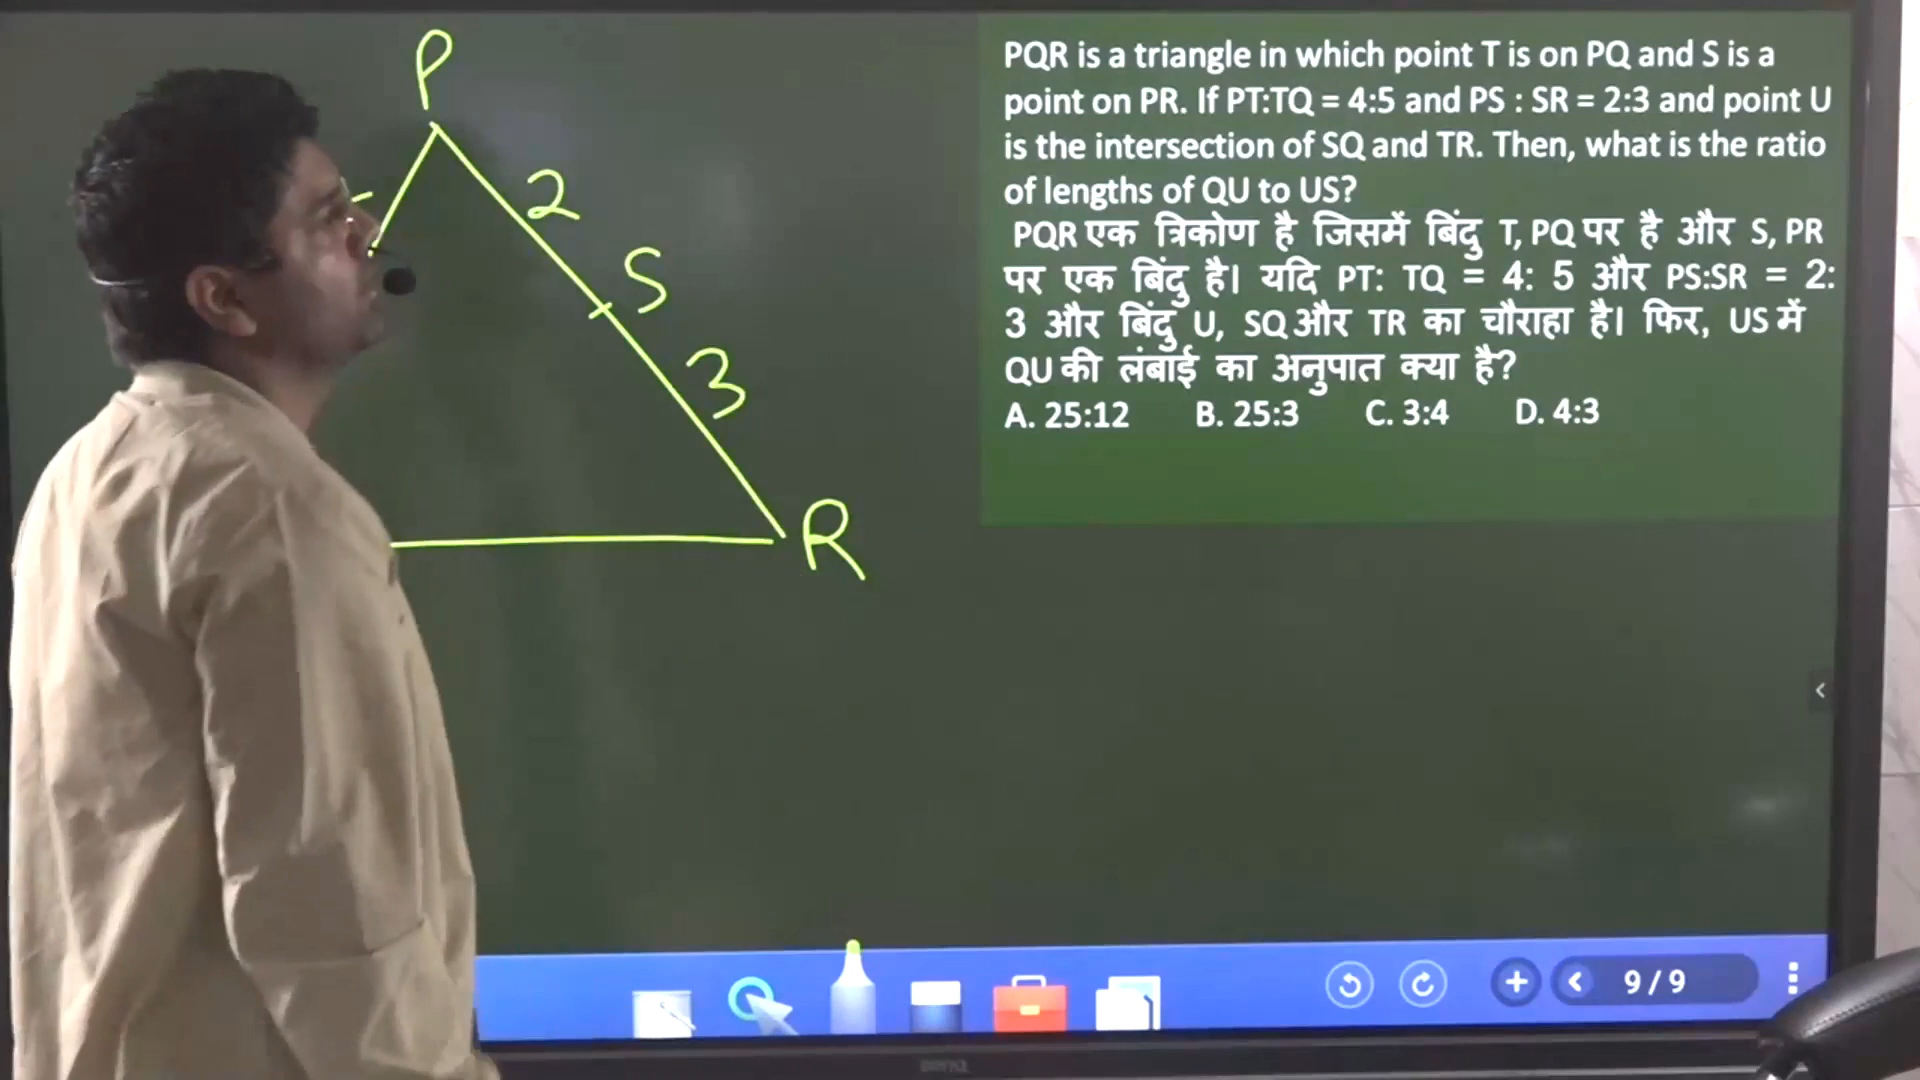 P
2
S
3
R
PQR is a triangle in which point T is on PQ and S is a
point on PR. If PT:TQ = 4:5 and PS : SR = 2:3 and point U
is the intersection of SQ and TR. Then, what is the ratio
of lengths of QU to US?
PQR एक त्रिकोण है जिसमें बिंदु T, PQ पर है और S, PR
पर एक बिंदु है। यदि PT: TQ = 4: 5 और PS:SR = 2:
3 और बिंदु U, SQ और TR का चौराहा है। फिर, US में
QU की लंबाई का अनुपात क्या है?
A. 25:12 B. 25:3 C. 3:4 D. 4:3
9/9